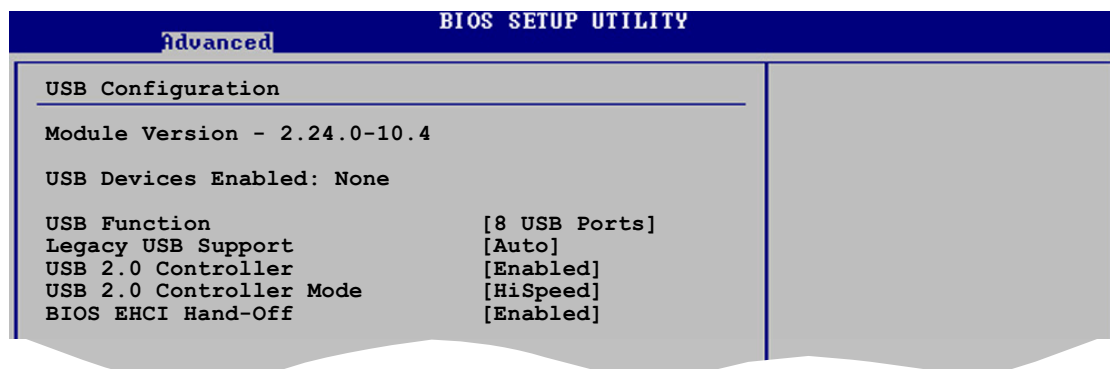 BIOS SETUP UTILITY
Advanced
USB Configuration
Module Version - 2.24.0-10.4
USB Devices Enabled: None
USB Function [8 USB Ports]
Legacy USB Support [Auto]
USB 2.0 Controller [Enabled]
USB 2.0 Controller Mode [HiSpeed]
BIOS EHCI Hand-Off [Enabled]